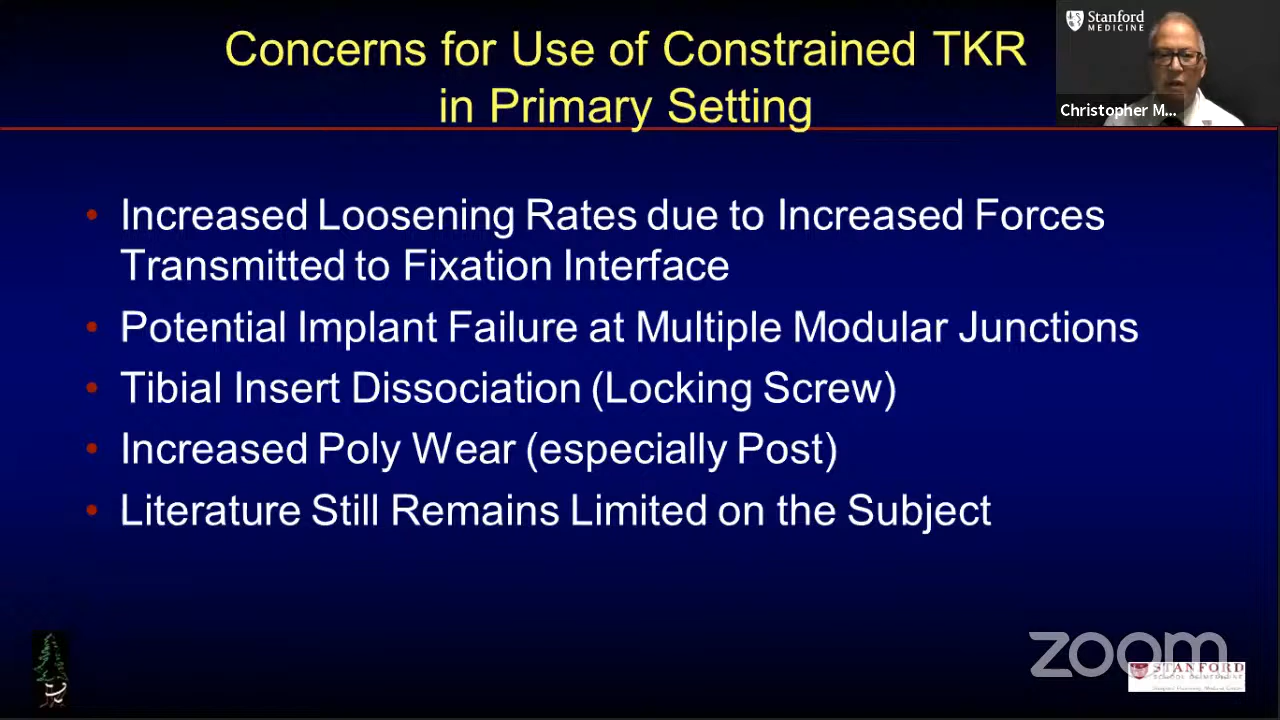 Concerns for Use of Constrained TKR
in Primary Setting
Stanford
MEDICINE
Christopher M...
• Increased Loosening Rates due to Increased Forces
Transmitted to Fixation Interface
• Potential Implant Failure at Multiple Modular Junctions
• Tibial Insert Dissociation (Locking Screw)
• Increased Poly Wear (especially Post)
• Literature Still Remains Limited on the Subject
zoom
STANFORD